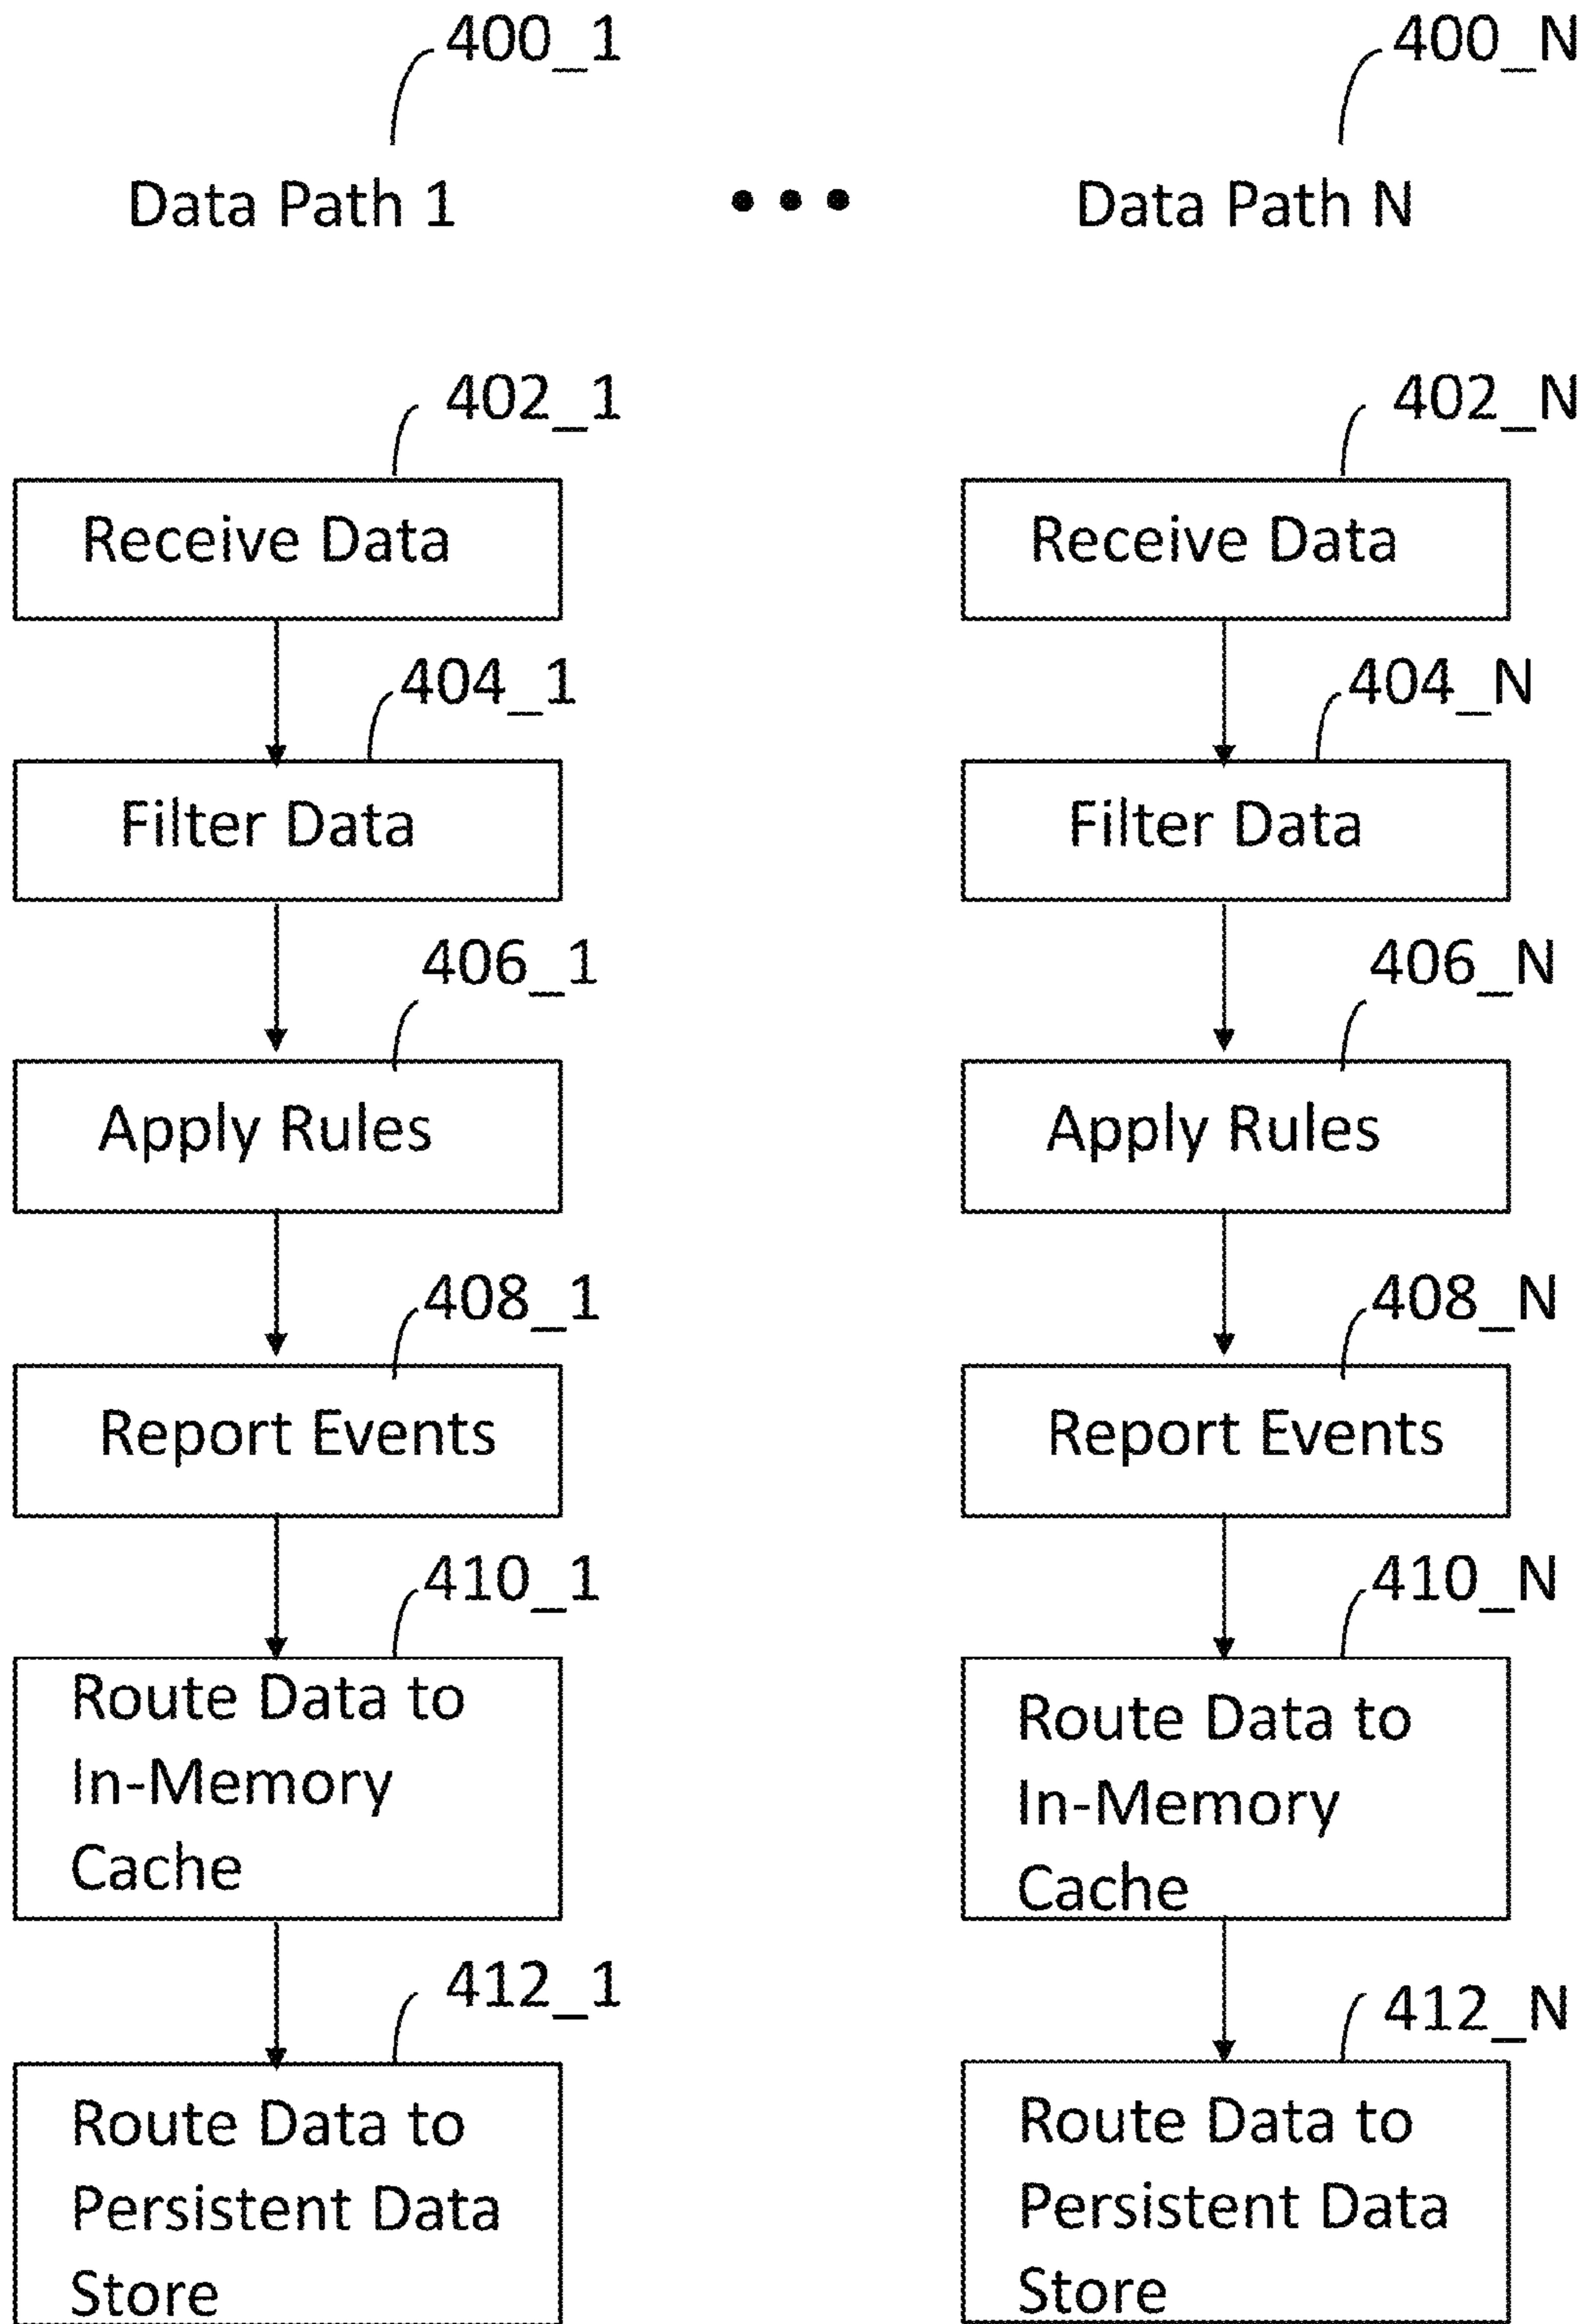 400_1
400_N
Data Path 1
• • •
Data Path N
402_1
402_N
Receive Data
Receive Data
404_1
404_N
Filter Data
Filter Data
406_1
406_N
Apply Rules
Apply Rules
408_1
408_N
Report Events
Report Events
410_1
410_N
Route Data to
In-Memory
Cache
Route Data to
In-Memory
Cache
412_1
412_N
Route Data to
Persistent Data
Store
Route Data to
Persistent Data
Store